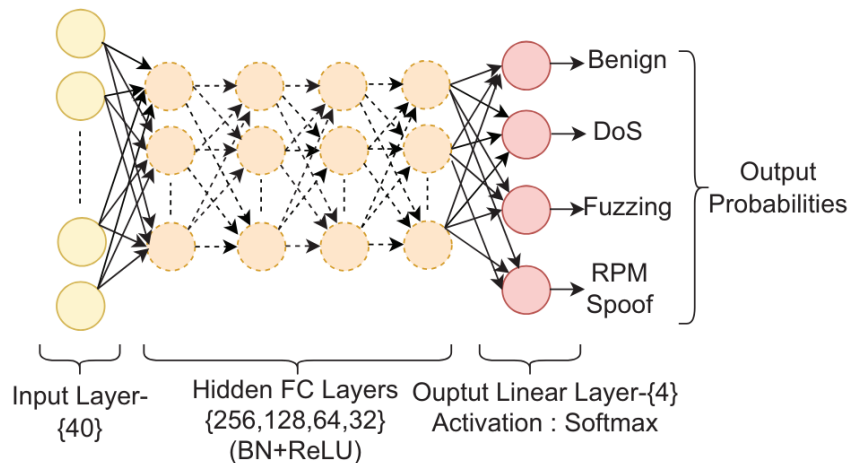 Benign
DoS
Fuzzing
RPM
Spoof
Output
Probabilities
Input Layer-
{40}
Hidden FC Layers
{256,128,64,32}
(BN+ReLU)
Ouptut Linear Layer-{4}
Activation : Softmax